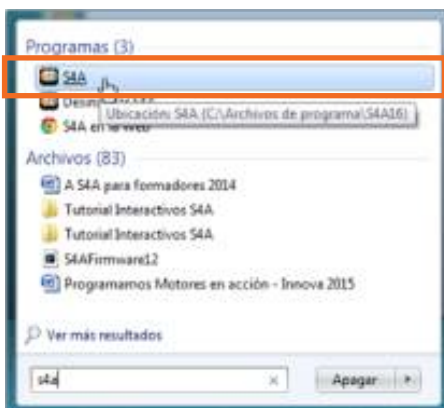 Programas (3)
S4A
Ubicación: S4A (C:\Archivos de programa\S4A16)
S4A en la Web
Archivos (83)
A S4A para formadores 2014
Tutorial Interactivos S4A
Tutorial Interactivos S4A
S4AFirmware12
Programamos Motores en acción - Innova 2015
Ver más resultados
s4a
Apagar